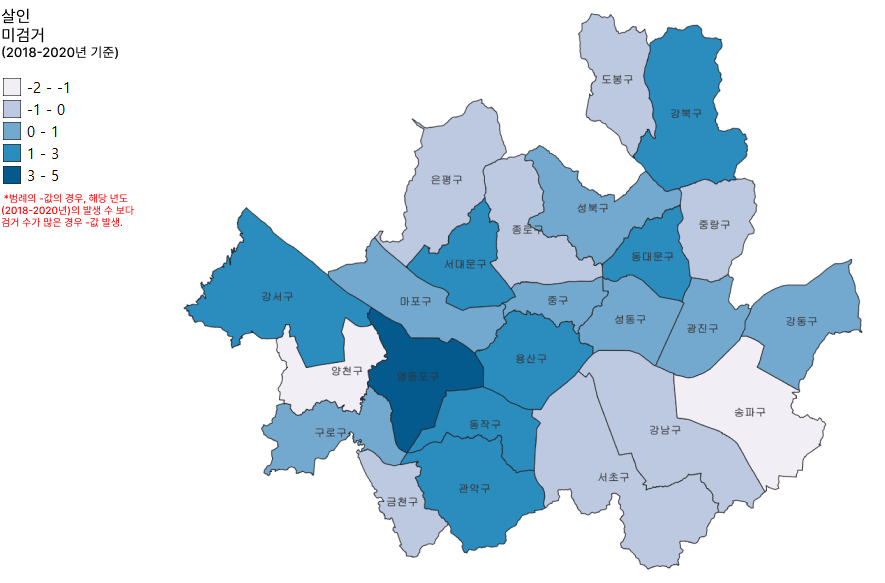 살인
미검거
(2018-2020년 기준)
-2 - -1
-1 - 0
0 - 1
1 - 3
3 - 5
*범례의 -값의 경우, 해당 년도
(2018-2020년)의 발생 수 보다
검거 수가 많은 경우 -값 발생.
도봉구
강북구
은평구
성북구
종로구
중랑구
서대문구
동대문구
강서구
마포구
중구
성동구
광진구
강동구
용산구
양천구
영등포구
송파구
구로구
동작구
강남구
서초구
관악구
금천구